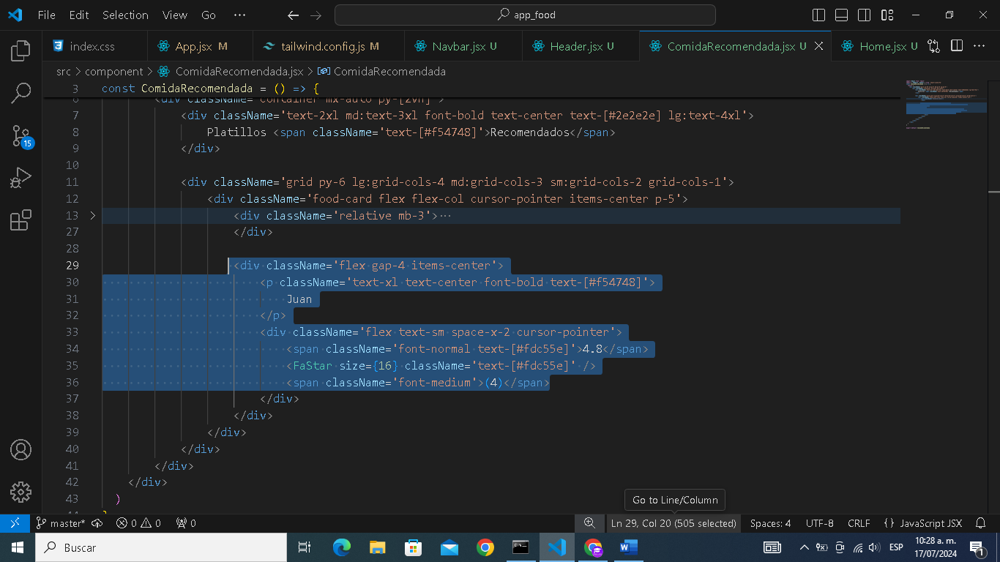 File Edit Selection View Go ··· app_food
index.css App.jsx M tailwind.config.js M Navbar.jsx U Header.jsx U ComidaRecomendada.jsx U Home.jsx U ···
src > component > ComidaRecomendada.jsx > ComidaRecomendada
3 const ComidaRecomendada = () => {
6 <div className='container mx-auto py-[2vh]'>
7 <div className='text-2xl md:text-3xl font-bold text-center text-[#2e2e2e] lg:text-4xl'>
8 Platillos <span className='text-[#f54748]'>Recomendados</span>
9 </div>
10
11 <div className='grid py-6 lg:grid-cols-4 md:grid-cols-3 sm:grid-cols-2 grid-cols-1'>
12 <div className='food-card flex flex-col cursor-pointer items-center p-5'>
13 <div className='relative mb-3'>···
27 </div>
28
29 <div className='flex gap-4 items-center'>
30 <p className='text-xl text-center font-bold text-[#f54748]'>
31 Juan
32 </p>
33 <div className='flex text-sm space-x-2 cursor-pointer'>
34 <span className='font-normal text-[#fdc55e]'>4.8</span>
35 <FaStar size={16} className='text-[#fdc55e]' />
36 <span className='font-medium'>(4)</span>
37 </div>
38 </div>
39 </div>
40 </div>
41 </div>
42 </div>
43 )
44 }
Go to Line/Column
15
master* 0 0 0 Ln 29, Col 20 (505 selected) Spaces: 4 UTF-8 CRLF {} JavaScript JSX
Buscar ESP 10:28 a. m.
17/07/2024 1